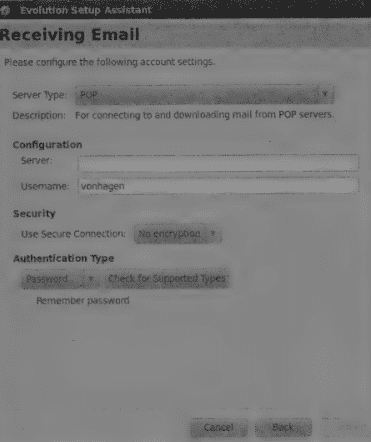 Evolution Setup Assistant
Receiving Email
Please configure the following account settings.
Server Type: POP
Description: For connecting to and downloading mail from POP servers.
Configuration
Server:
Username: vonhagen
Security
Use Secure Connection: No encryption
Authentication Type
Password Check for Supported Types
Remember password
Cancel Back